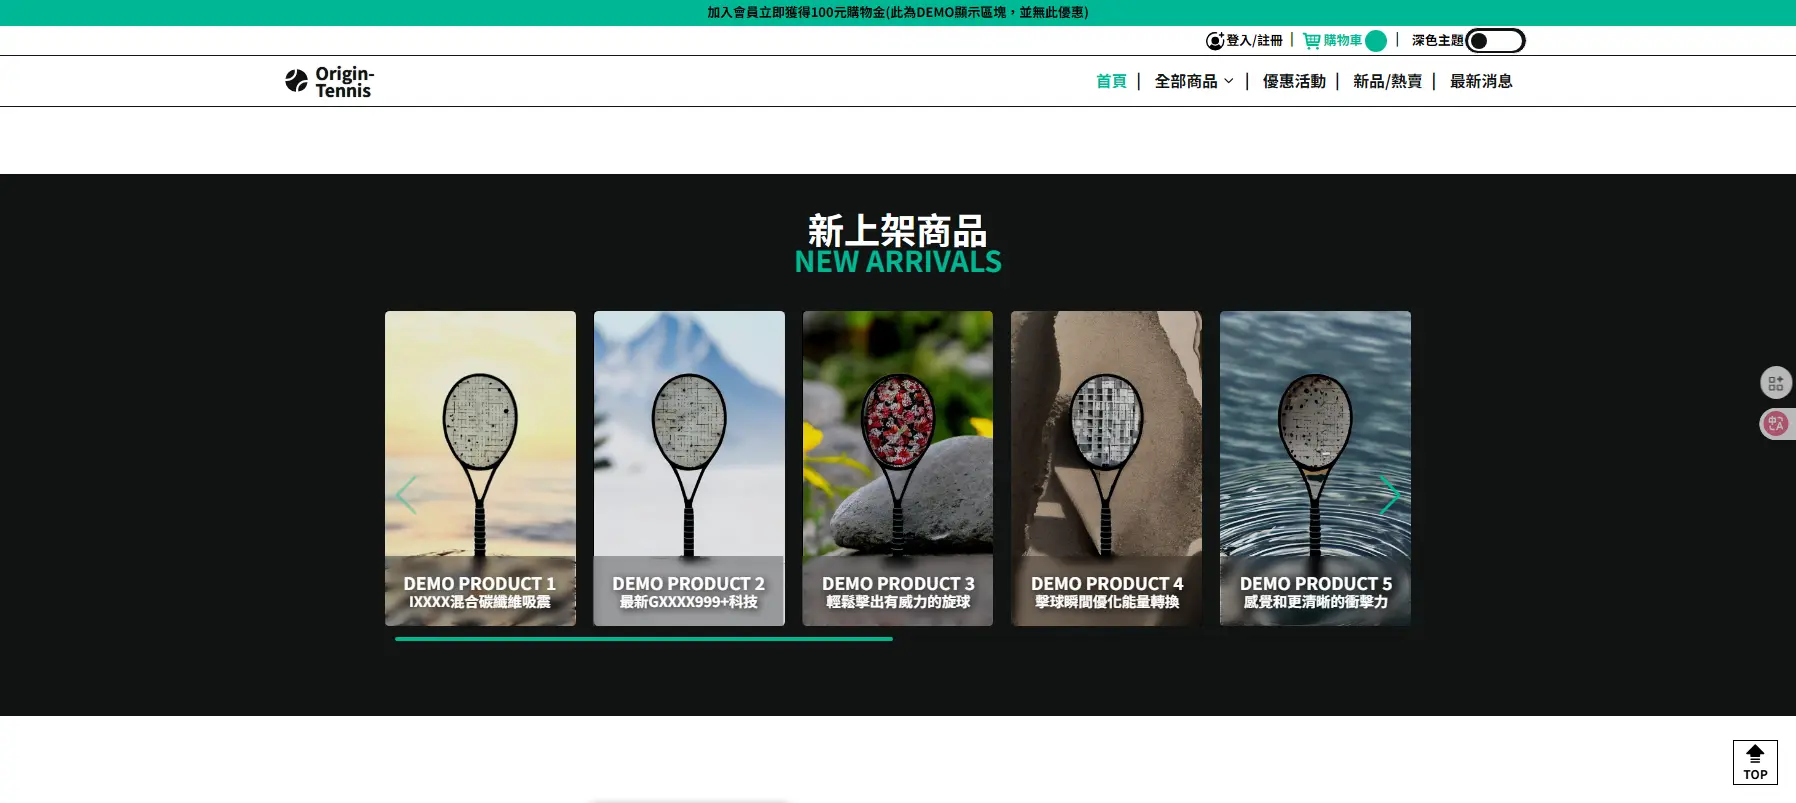 加入會員立即獲得100元購物金(此為DEMO顯示區塊，並無此優惠)
登入/註冊 | 購物車 | 深色主題
Origin-
Tennis
首頁 | 全部商品 | 優惠活動 | 新品/熱賣 | 最新消息
新上架商品
NEW ARRIVALS
DEMO PRODUCT 1
IXXXX混合碳纖維吸震
DEMO PRODUCT 2
最新GXXXX999+科技
DEMO PRODUCT 3
輕鬆擊出有威力的旋球
DEMO PRODUCT 4
擊球瞬間優化能量轉換
DEMO PRODUCT 5
感覺和更清晰的衝擊力
中A
TOP